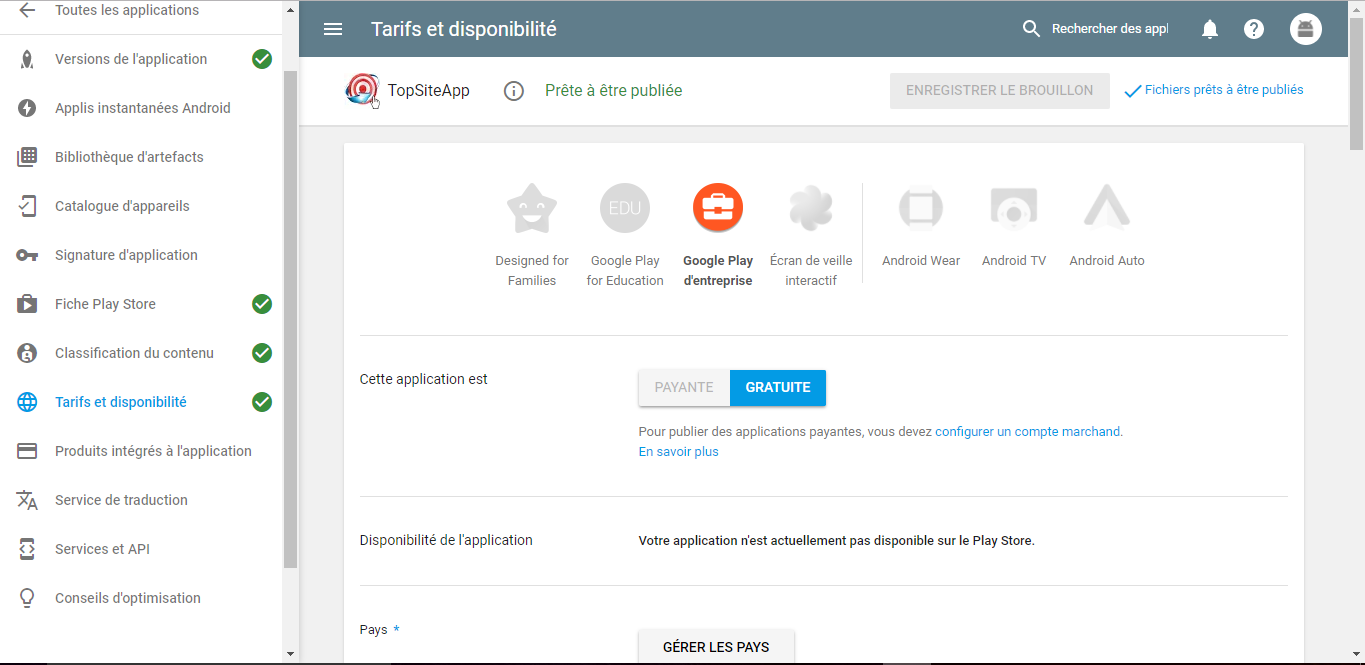 Toutes les applications
Versions de l'application
Applis instantanées Android
Bibliothèque d'artefacts
Catalogue d'appareils
Signature d'application
Fiche Play Store
Classification du contenu
Tarifs et disponibilité
Produits intégrés à l'application
Service de traduction
Services et API
Conseils d'optimisation
Tarifs et disponibilité
Rechercher des appl
TopSiteApp
Prête à être publiée
ENREGISTRER LE BROUILLON
Fichiers prêts à être publiés
EDU
Designed for
Families
Google Play
for Education
Google Play
d'entreprise
Écran de veille
interactif
Android Wear
Android TV
Android Auto
Cette application est
PAYANTE
GRATUITE
Pour publier des applications payantes, vous devez configurer un compte marchand.
En savoir plus
Disponibilité de l'application
Votre application n'est actuellement pas disponible sur le Play Store.
Pays *
GÉRER LES PAYS